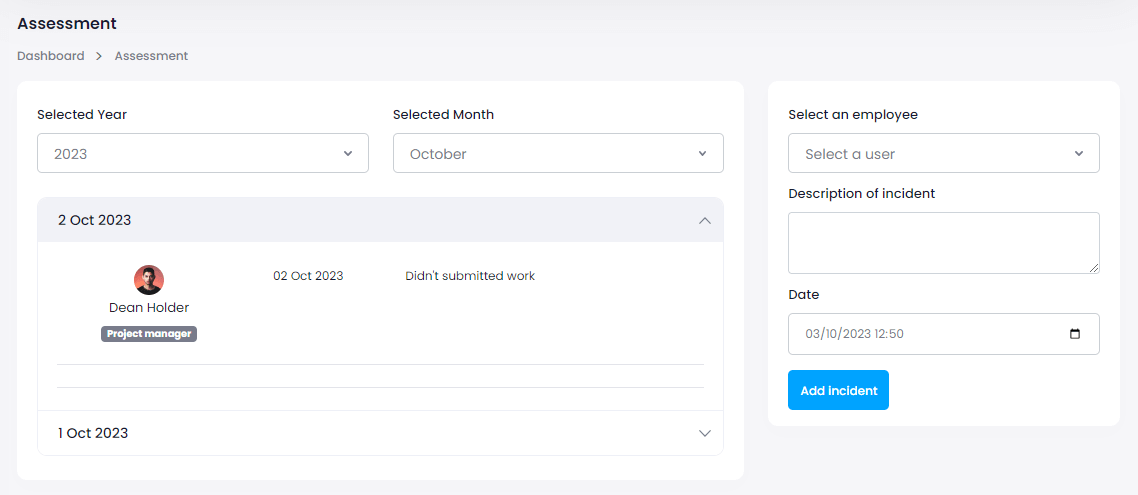 Assessment
Dashboard > Assessment
Selected Year
2023
Selected Month
October
2 Oct 2023
Dean Holder
Project manager
02 Oct 2023
Didn't submitted work
1 Oct 2023
Select an employee
Select a user
Description of incident
Date
03/10/2023 12:50
Add incident